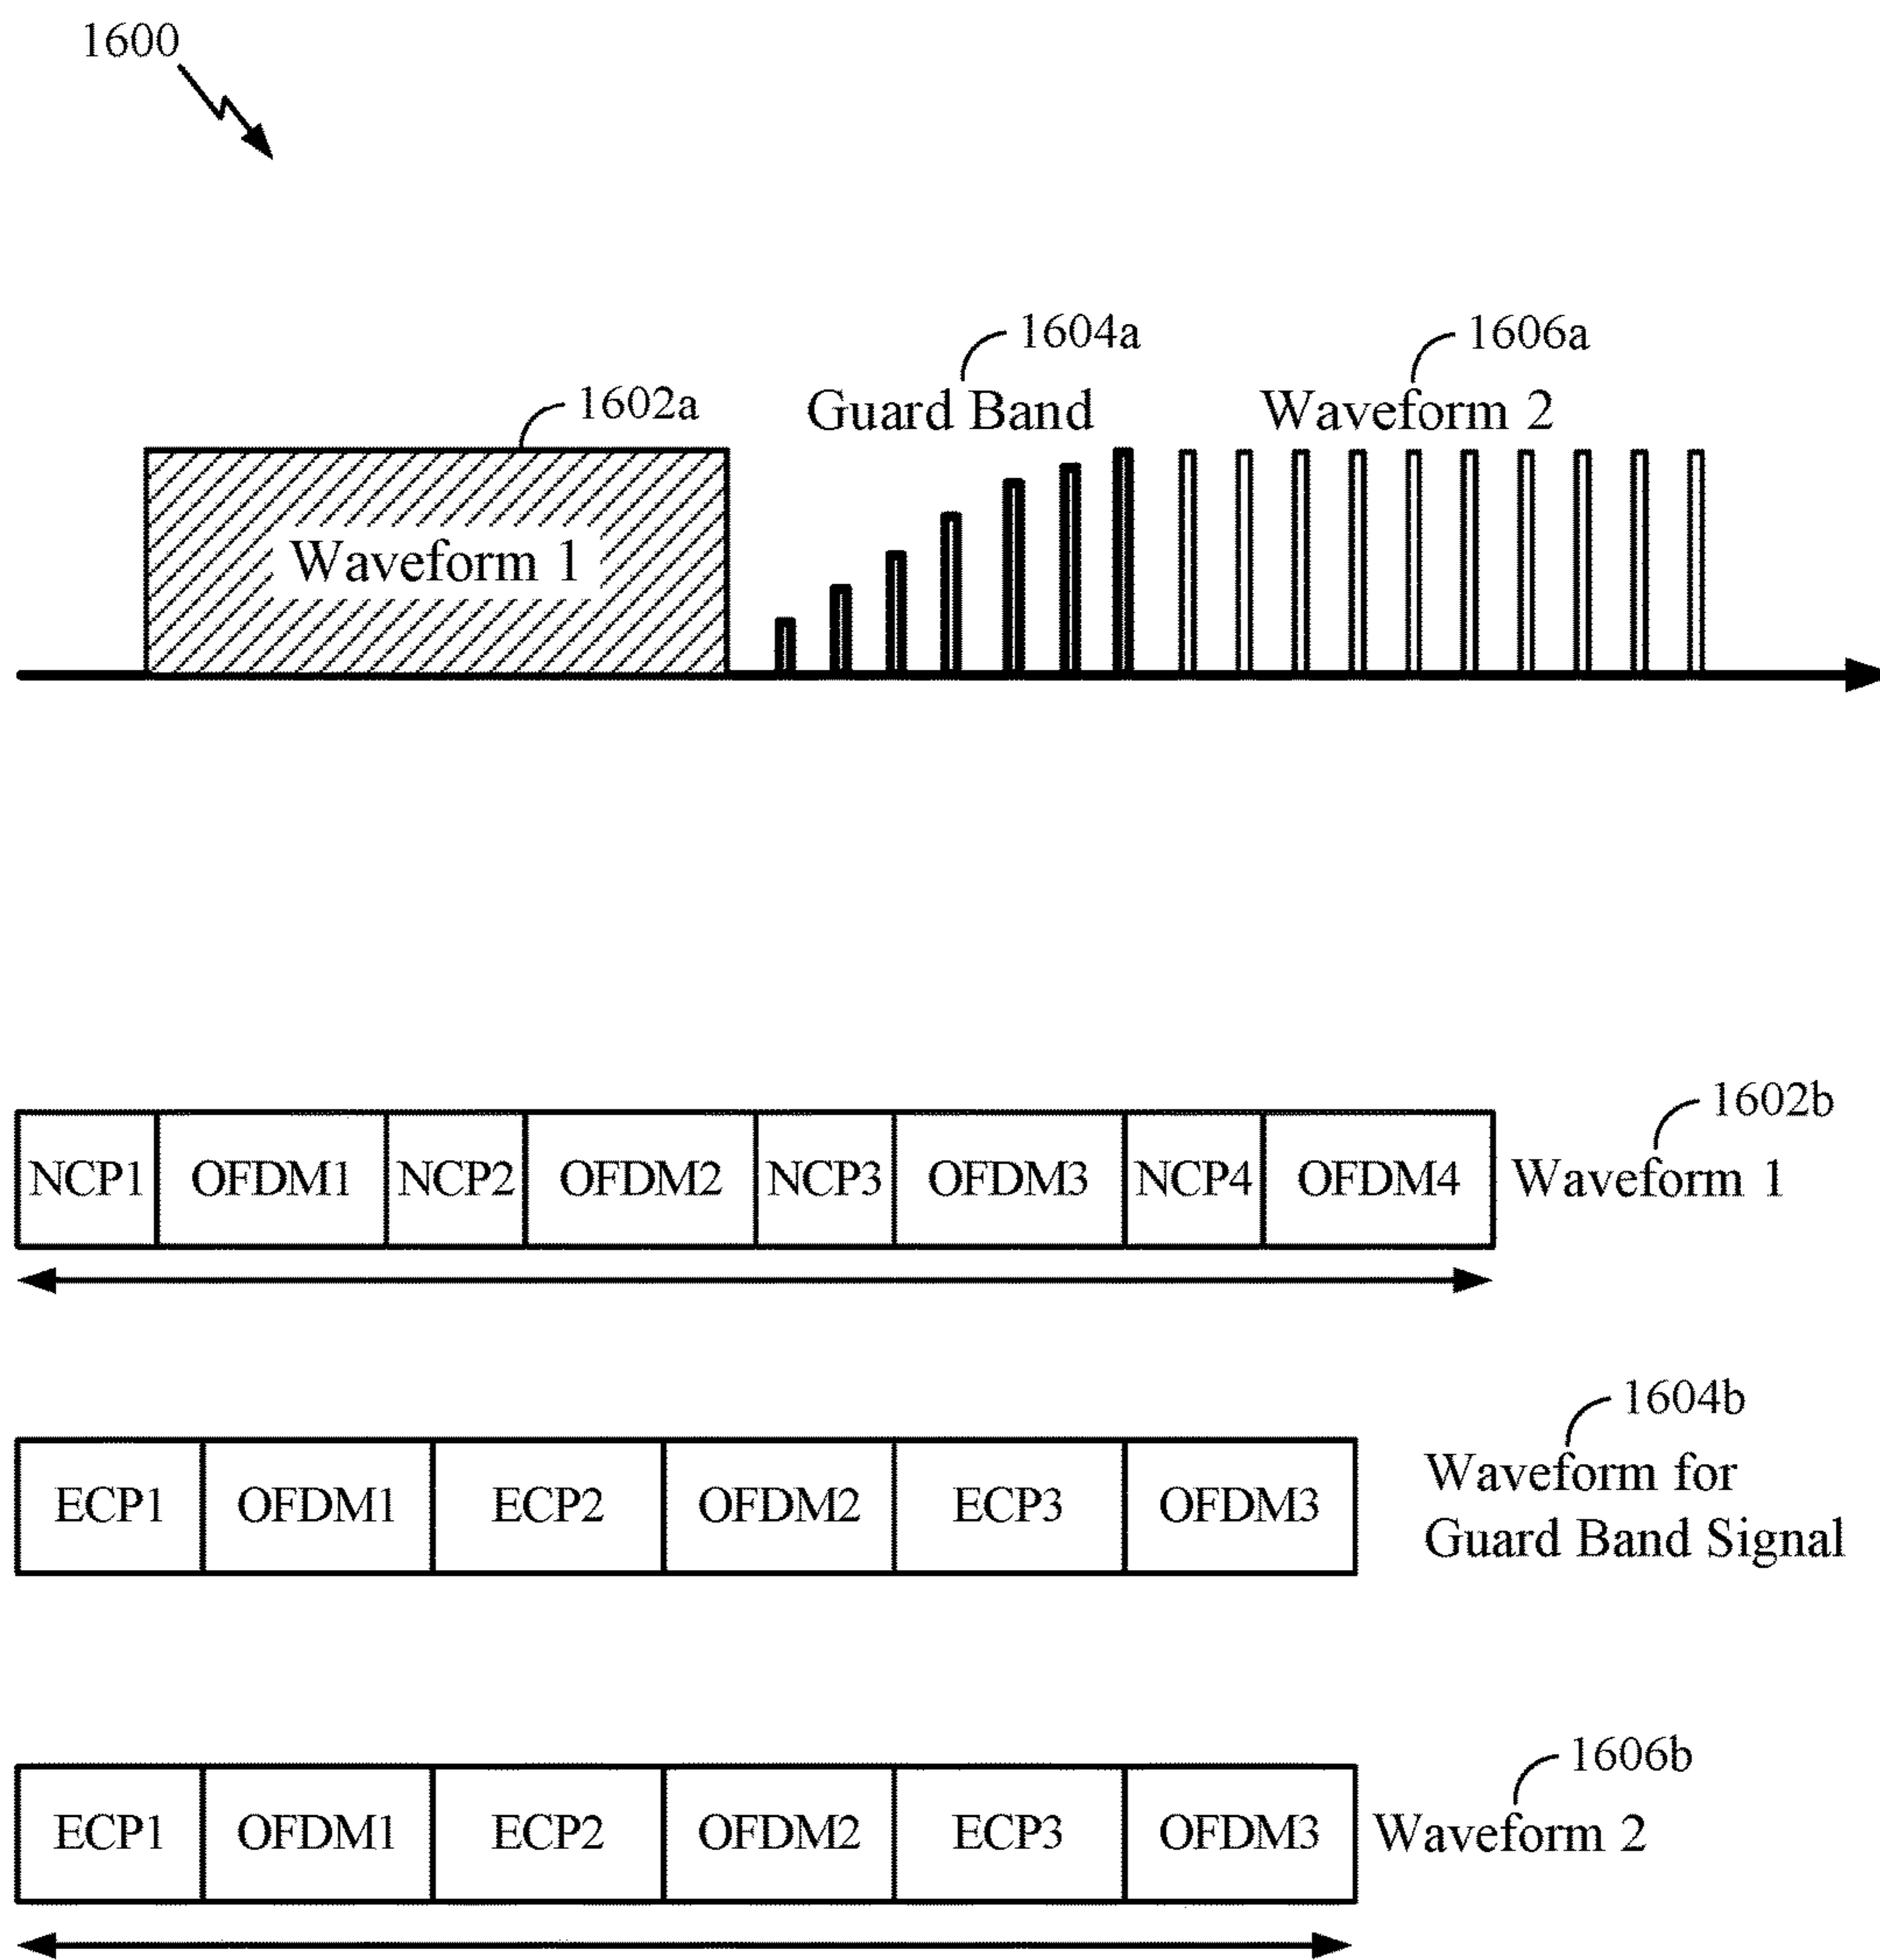 1600
1604a
1606a
1602a
Guard Band
Waveform 2
Waveform 1
1602b
NCP1 OFDM1 NCP2 OFDM2 NCP3 OFDM3 NCP4 OFDM4 Waveform 1
1604b
ECP1 OFDM1 ECP2 OFDM2 ECP3 OFDM3
Waveform for
Guard Band Signal
1606b
ECP1 OFDM1 ECP2 OFDM2 ECP3 OFDM3 Waveform 2